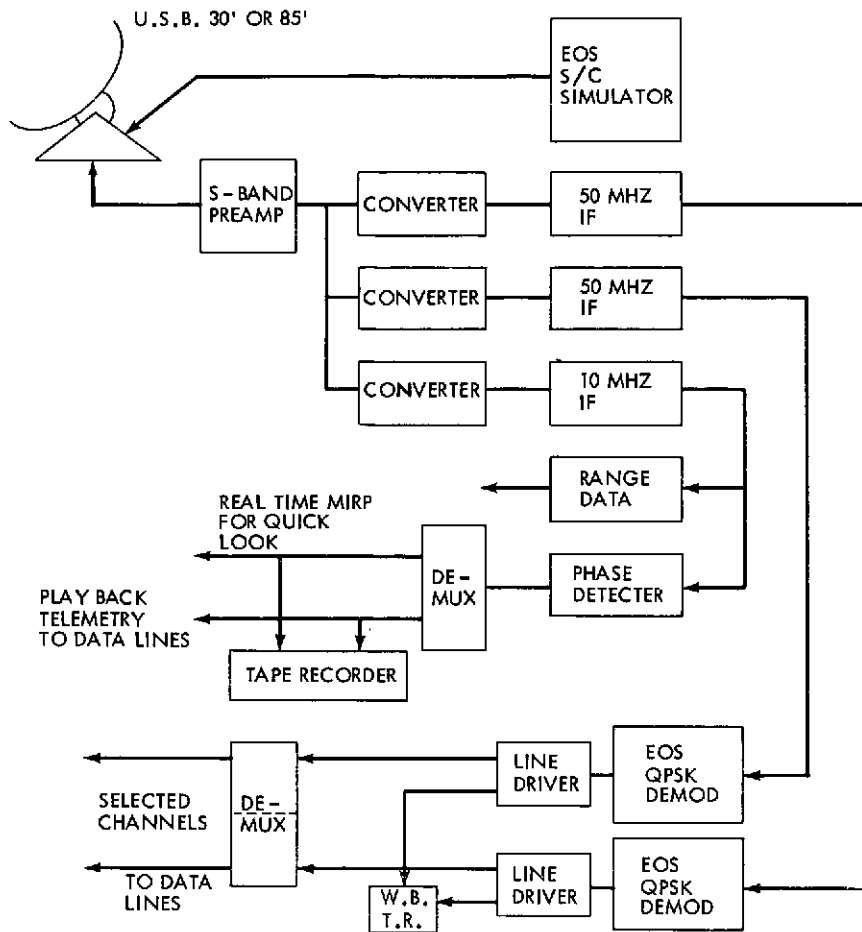 U.S.B. 30' OR 85'
EOS
S/C
SIMULATOR
S-BAND
PREAMP
CONVERTER
50 MHZ
IF
CONVERTER
50 MHZ
IF
CONVERTER
10 MHZ
IF
RANGE
DATA
REAL TIME MIRP
FOR QUICK
LOOK
DE-
MUX
PHASE
DETECTER
PLAY BACK
TELEMETRY
TO DATA LINES
TAPE RECORDER
LINE
DRIVER
EOS
QPSK
DEMOD
SELECTED
CHANNELS
DE-
MUX
TO DATA
LINES
W.B.
T.R.
LINE
DRIVER
EOS
QPSK
DEMOD